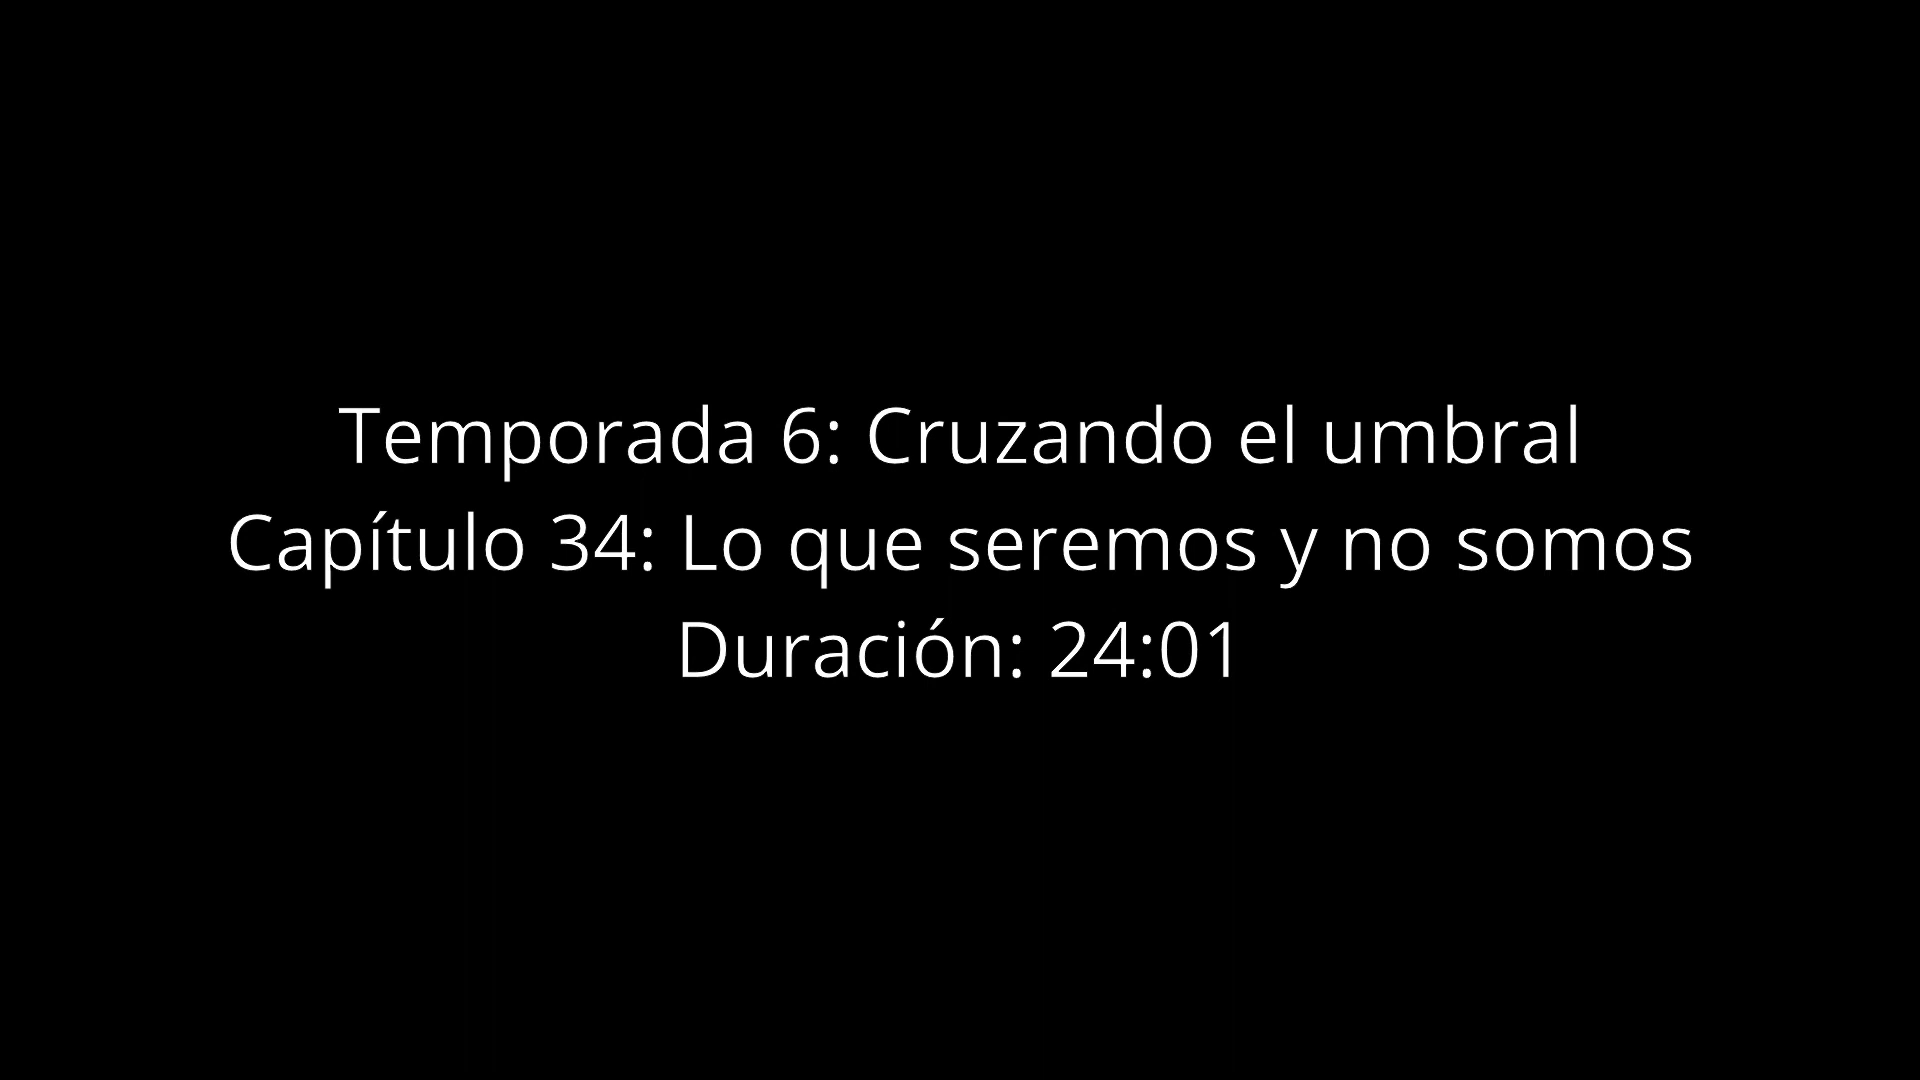 Temporada 6: Cruzando el umbral
Capítulo 34: Lo que seremos y no somos
Duración: 24:01